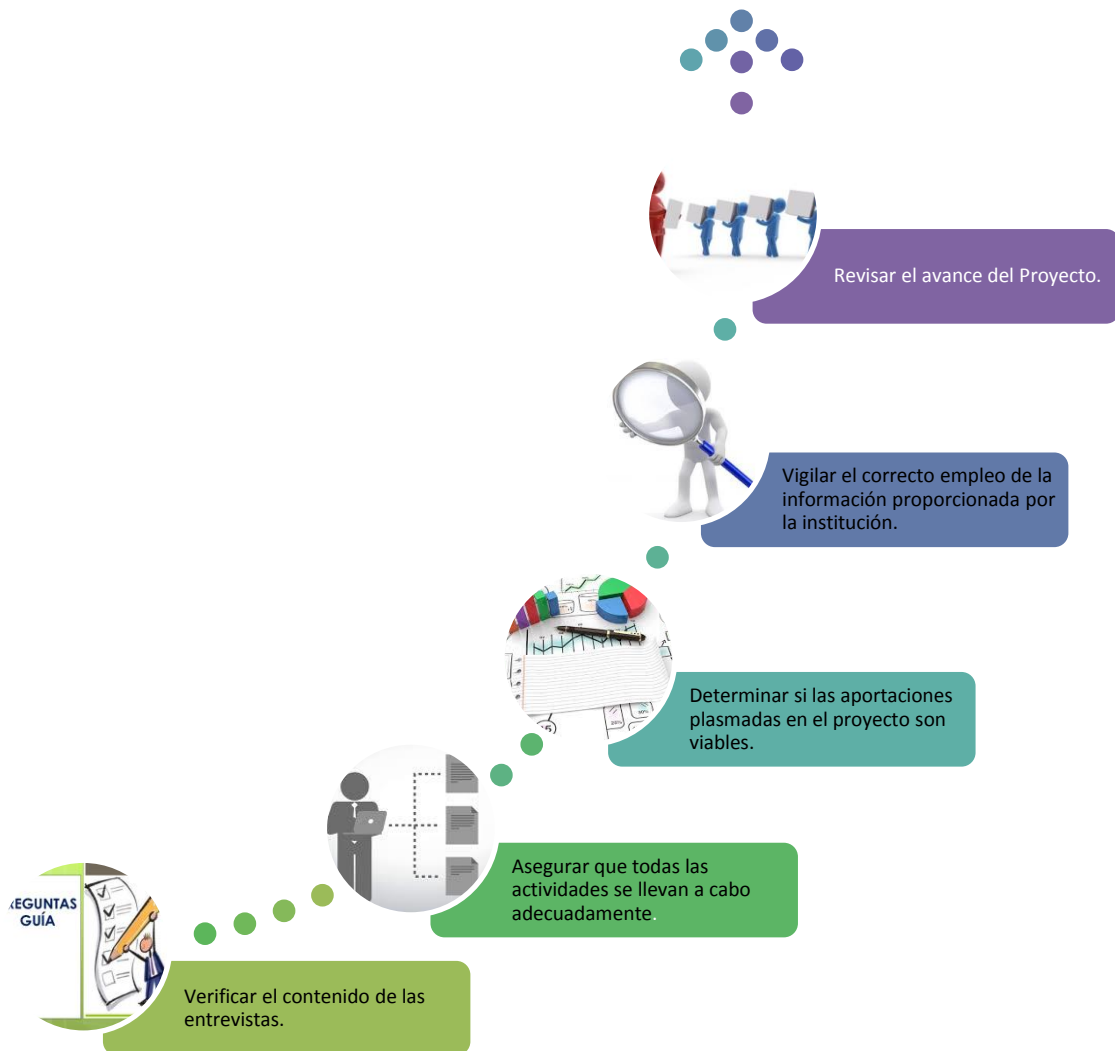 Revisar el avance del Proyecto.
Vigilar el correcto empleo de la
información proporcionada por
la institución.
Determinar si las aportaciones
plasmadas en el proyecto son
viables.
Asegurar que todas las
actividades se llevan a cabo
adecuadamente.
REGUNTAS
GUÍA
Verificar el contenido de las
entrevistas.